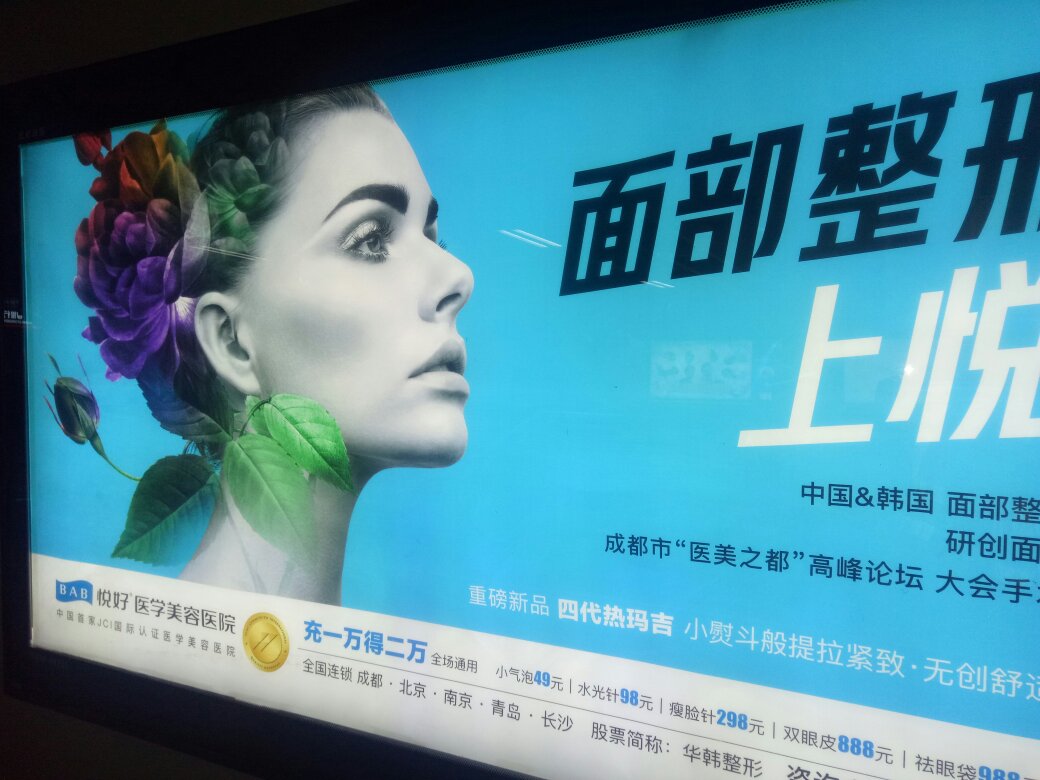 面部整形
上悦
中国&韩国 面部整
研创面
成都市“医美之都”高峰论坛 大会手
重磅新品 四代热玛吉 小熨斗般提拉紧致·无创舒适
BAB 悦好 医学美容医院
中国首家JCI国际认证医学美容医院
充一万得二万 全场通用 小气泡49元 | 水光针98元 | 瘦脸针298元 | 双眼皮888元 | 祛眼袋988
全国连锁 成都·北京·南京·青岛·长沙 股票简称：华韩整形 咨询